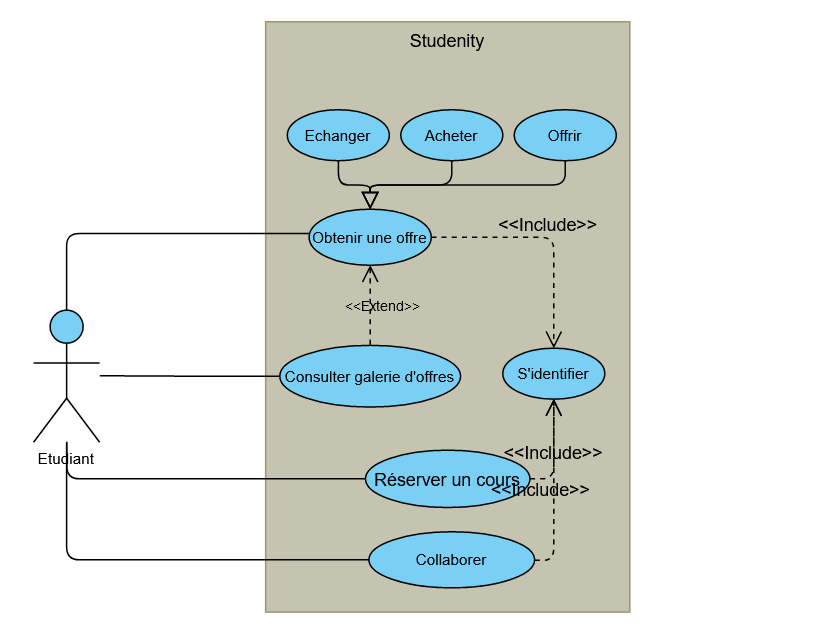 Studenity
Echanger
Acheter
Offrir
Obtenir une offre
<<Include>>
<<Extend>>
Consulter galerie d'offres
S'identifier
Etudiant
<<Include>>
Réserver un cours
<<Include>>
Collaborer